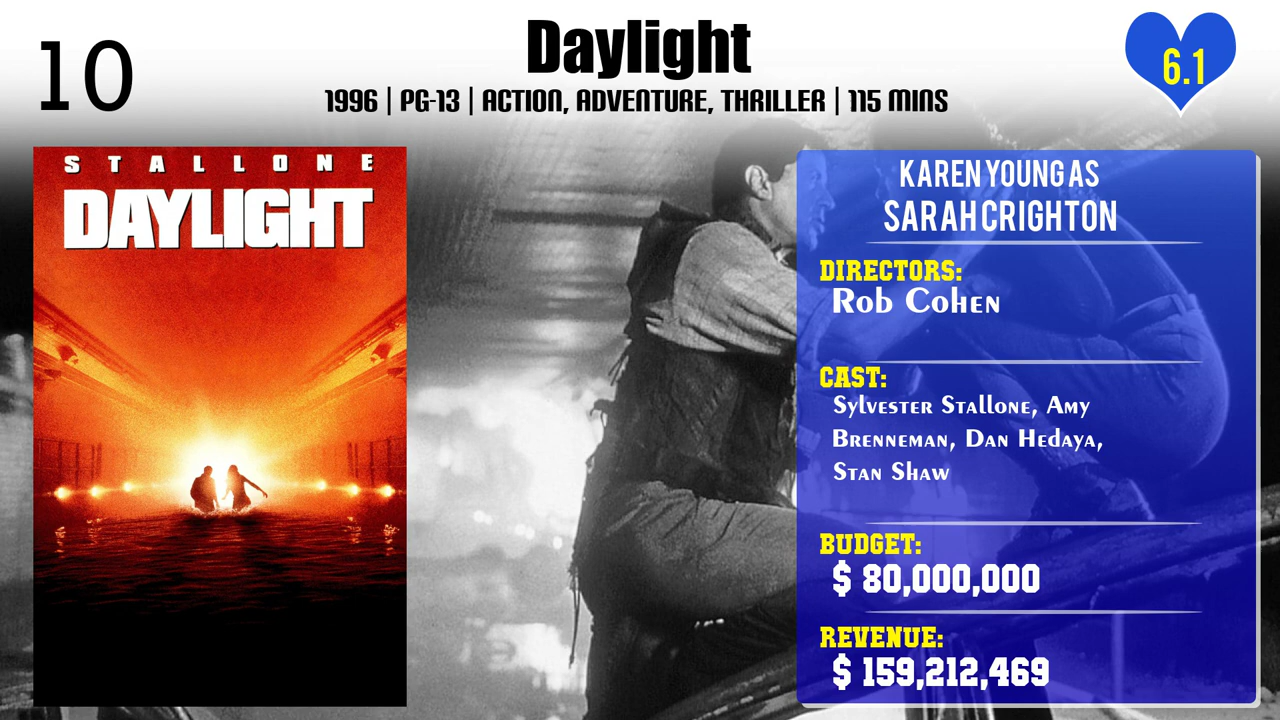 10
Daylight
1996 | PG-13 | ACTION, ADVENTURE, THRILLER | 115 MINS
6.1
STALLONE
DAYLIGHT
KAREN YOUNG AS
SARAH CRIGHTON
DIRECTORS:
Rob Cohen
CAST:
Sylvester Stallone, Amy
Brenneman, Dan Hedaya,
Stan Shaw
BUDGET:
$ 80,000,000
REVENUE:
$ 159,212,469